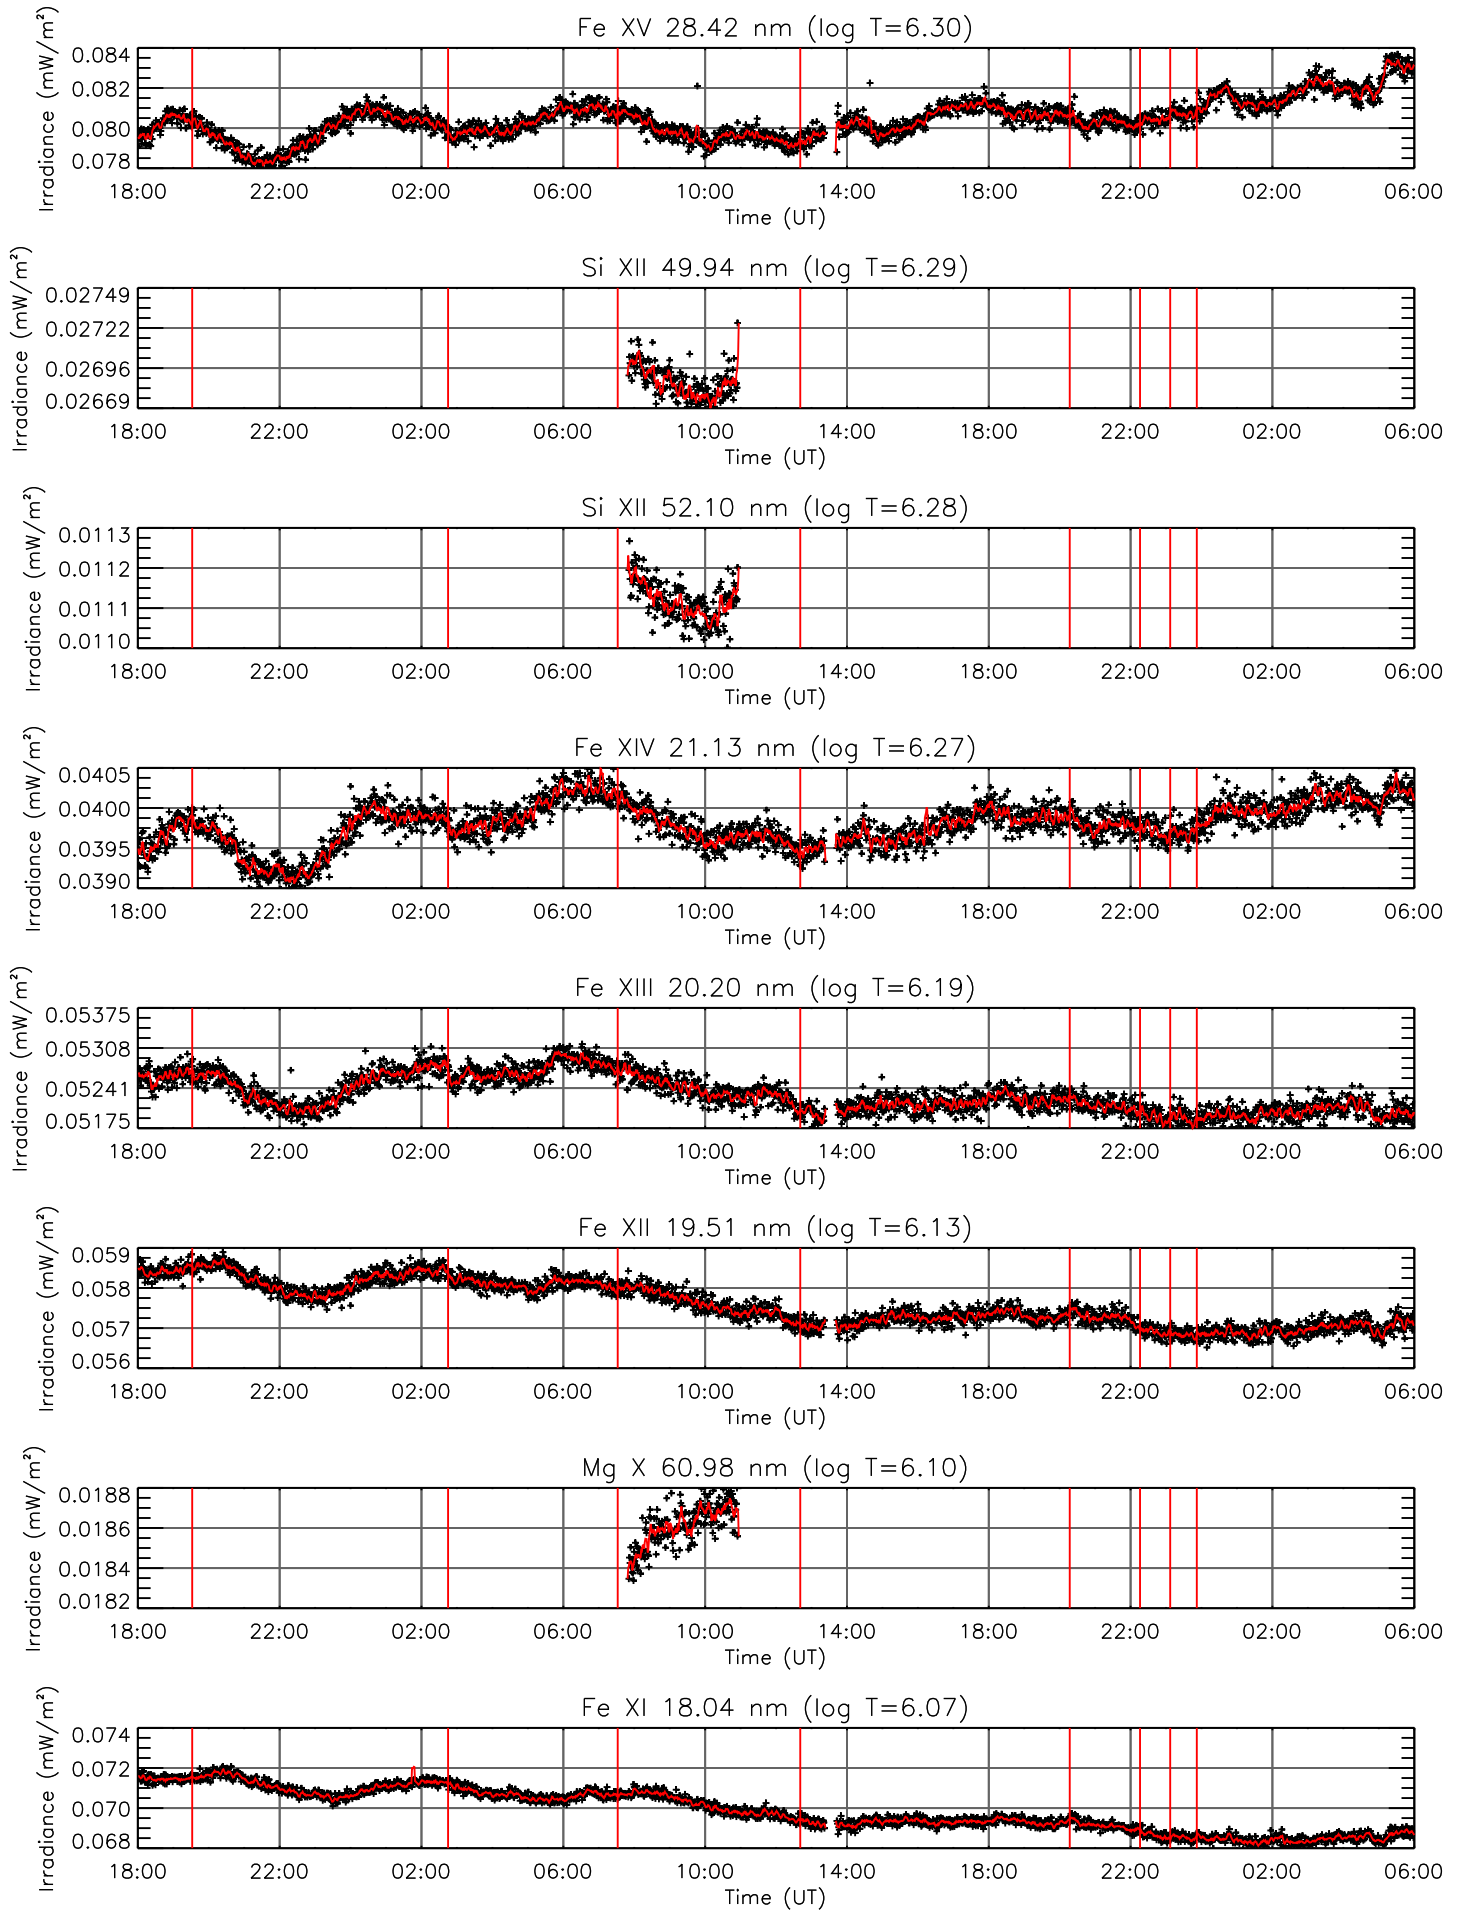 Fe XV 28.42 nm (log T=6.30)
Irradiance (mW/m²)
0.084
0.082
0.080
0.078
18:00 22:00 02:00 06:00 10:00 14:00 18:00 22:00 02:00 06:00
Time (UT)
Si XII 49.94 nm (log T=6.29)
Irradiance (mW/m²)
0.02749
0.02722
0.02696
0.02669
18:00 22:00 02:00 06:00 10:00 14:00 18:00 22:00 02:00 06:00
Time (UT)
Si XII 52.10 nm (log T=6.28)
Irradiance (mW/m²)
0.0113
0.0112
0.0111
0.0110
18:00 22:00 02:00 06:00 10:00 14:00 18:00 22:00 02:00 06:00
Time (UT)
Fe XIV 21.13 nm (log T=6.27)
Irradiance (mW/m²)
0.0405
0.0400
0.0395
0.0390
18:00 22:00 02:00 06:00 10:00 14:00 18:00 22:00 02:00 06:00
Time (UT)
Fe XIII 20.20 nm (log T=6.19)
Irradiance (mW/m²)
0.05375
0.05308
0.05241
0.05175
18:00 22:00 02:00 06:00 10:00 14:00 18:00 22:00 02:00 06:00
Time (UT)
Fe XII 19.51 nm (log T=6.13)
Irradiance (mW/m²)
0.059
0.058
0.057
0.056
18:00 22:00 02:00 06:00 10:00 14:00 18:00 22:00 02:00 06:00
Time (UT)
Mg X 60.98 nm (log T=6.10)
Irradiance (mW/m²)
0.0188
0.0186
0.0184
0.0182
18:00 22:00 02:00 06:00 10:00 14:00 18:00 22:00 02:00 06:00
Time (UT)
Fe XI 18.04 nm (log T=6.07)
Irradiance (mW/m²)
0.074
0.072
0.070
0.068
18:00 22:00 02:00 06:00 10:00 14:00 18:00 22:00 02:00 06:00
Time (UT)